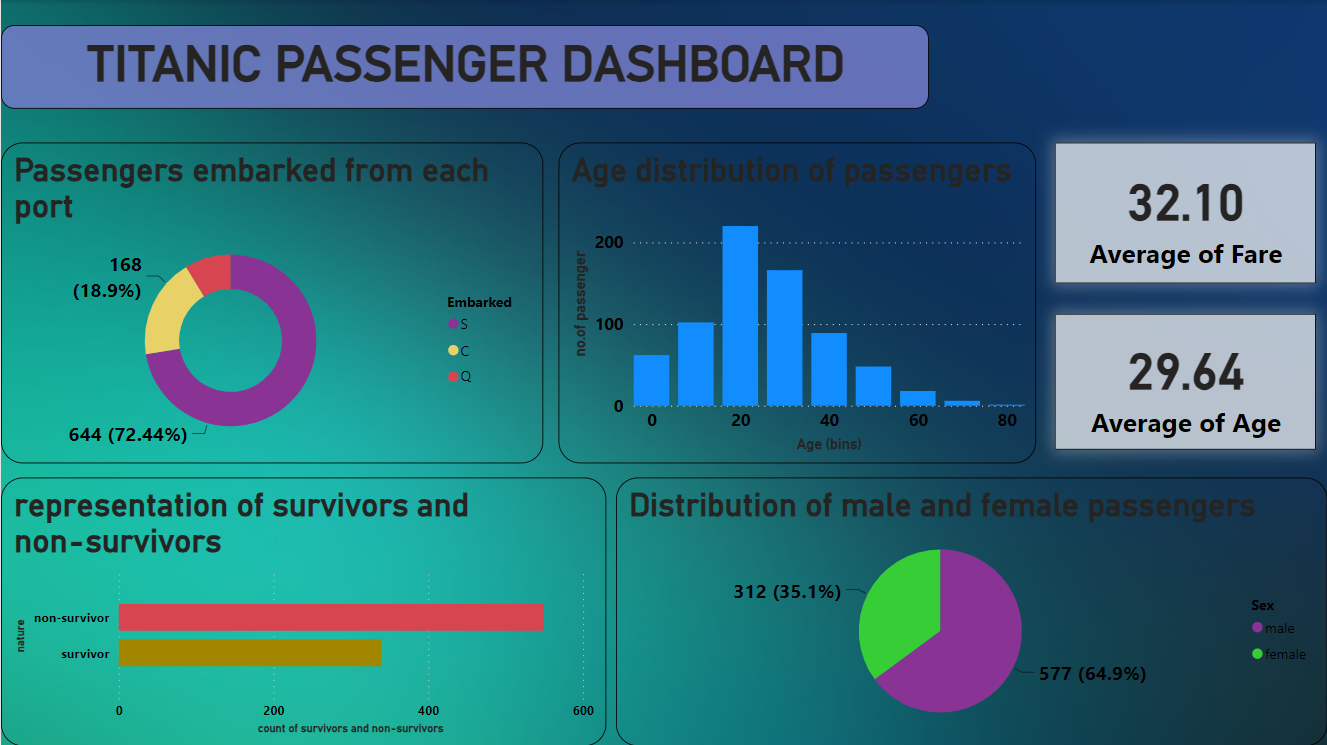 TITANIC PASSENGER DASHBOARD
Passengers embarked from each
port
168
(18.9%)
644 (72.44%)
Embarked
S
C
Q
Age distribution of passengers
no.of passenger
200
100
0
0 20 40 60 80
Age (bins)
32.10
Average of Fare
29.64
Average of Age
representation of survivors and
non-survivors
nature
non-survivor
survivor
0 200 400 600
count of survivors and non-survivors
Distribution of male and female passengers
312 (35.1%)
577 (64.9%)
Sex
male
female